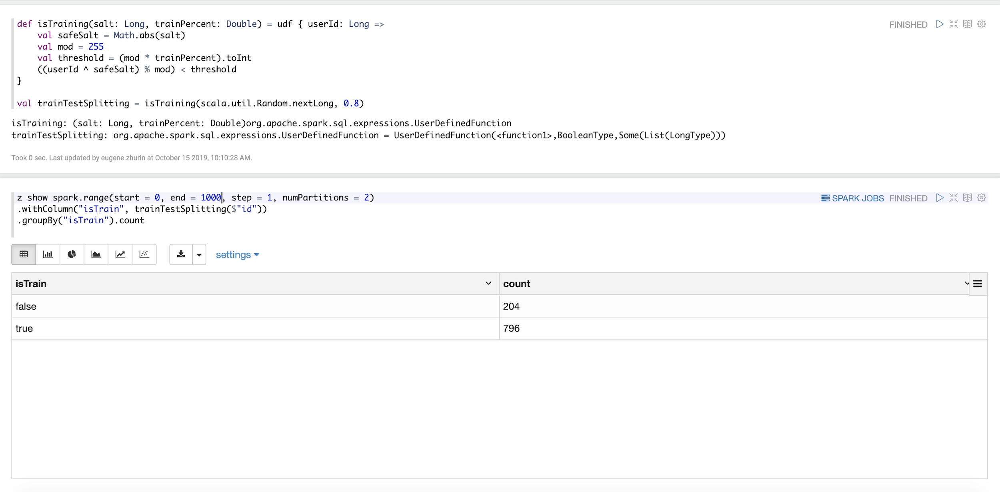 def isTraining(salt: Long, trainPercent: Double) = udf { userId: Long =>
    val safeSalt = Math.abs(salt)
    val mod = 255
    val threshold = (mod * trainPercent).toInt
    ((userId ^ safeSalt) % mod) < threshold
}
val trainTestSplitting = isTraining(scala.util.Random.nextLong, 0.8)
FINISHED
isTraining: (salt: Long, trainPercent: Double)org.apache.spark.sql.expressions.UserDefinedFunction
trainTestSplitting: org.apache.spark.sql.expressions.UserDefinedFunction = UserDefinedFunction(<function1>,BooleanType,Some(List(LongType)))
Took 0 sec. Last updated by eugene.zhurin at October 15 2019, 10:10:28 AM.
z show spark.range(start = 0, end = 1000, step = 1, numPartitions = 2)
.withColumn("isTrain", trainTestSplitting($"id"))
.groupBy("isTrain").count
SPARK JOBS FINISHED
settings
isTrain count
false 204
true 796